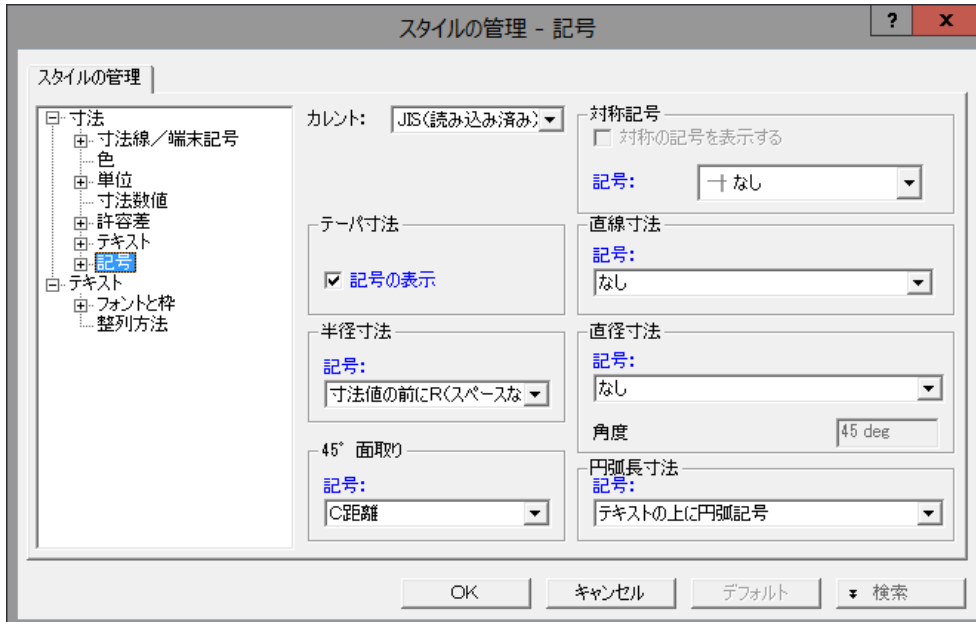 スタイルの管理 - 記号
?
x
スタイルの管理
寸法
寸法線／端末記号
色
単位
寸法数値
許容差
テキスト
記号
テキスト
フォントと枠
整列方法
カレント:
JIS(読み込み済み)
対称記号
対称の記号を表示する
記号:
なし
テーパ寸法
記号の表示
直線寸法
記号:
なし
半径寸法
記号:
寸法値の前にR(スペースな
直径寸法
記号:
なし
角度
45 deg
45° 面取り
記号:
C距離
円弧長寸法
記号:
テキストの上に円弧記号
OK
キャンセル
デフォルト
検索